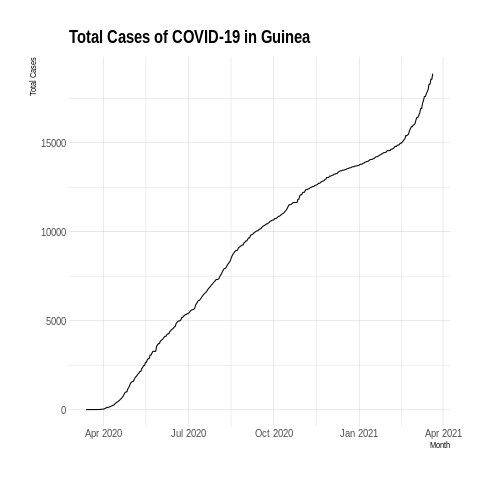 Total Cases of COVID-19 in Guinea
Total Cases
15000
10000
5000
0
Apr 2020 Jul 2020 Oct 2020 Jan 2021 Apr 2021
Month